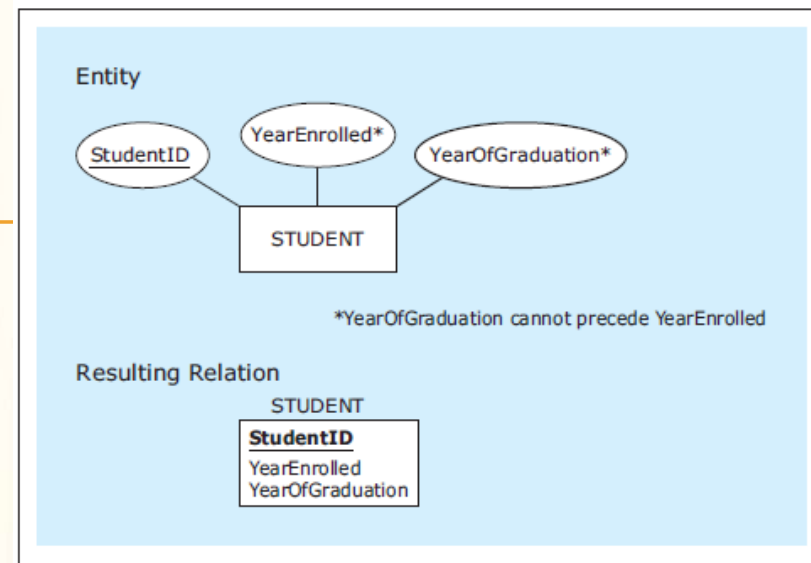 Entity
StudentID
YearEnrolled*
YearOfGraduation*
STUDENT
*YearOfGraduation cannot precede YearEnrolled
Resulting Relation
STUDENT
StudentID
YearEnrolled
YearOfGraduation